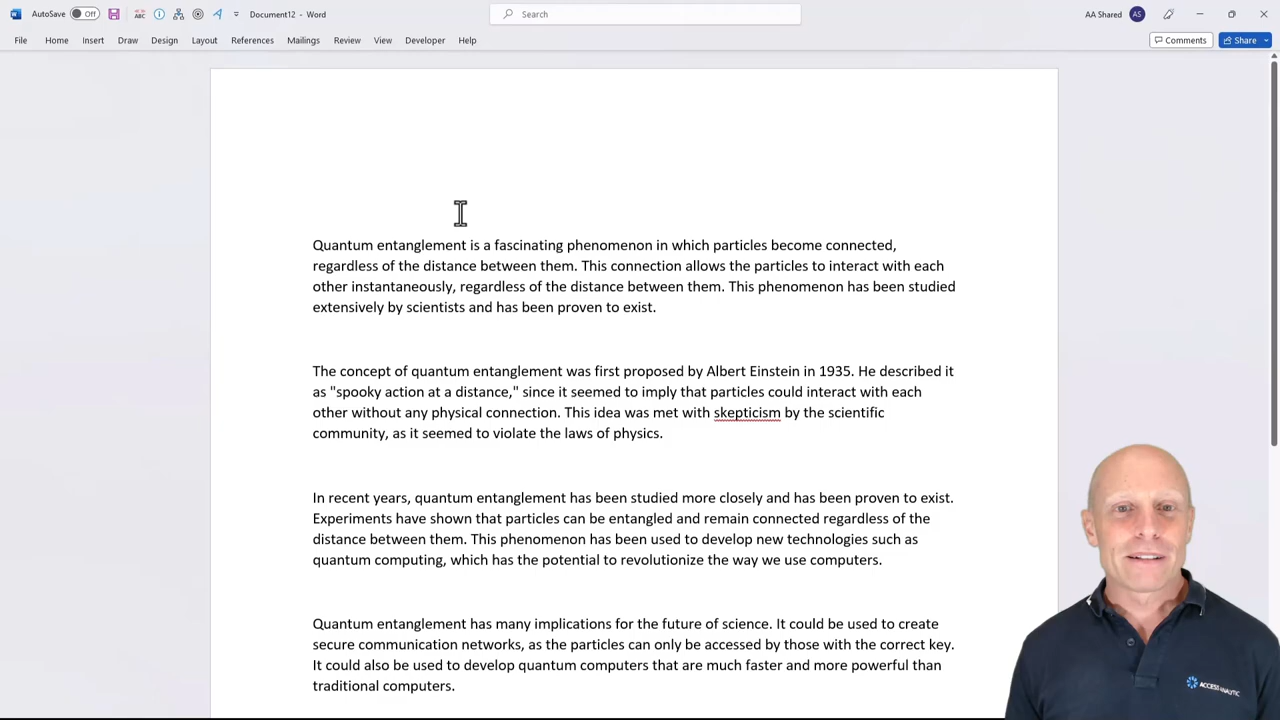 AutoSave Off Document12 - Word Search AA Shared AS
File Home Insert Draw Design Layout References Mailings Review View Developer Help Comments Share
Quantum entanglement is a fascinating phenomenon in which particles become connected,
regardless of the distance between them. This connection allows the particles to interact with each
other instantaneously, regardless of the distance between them. This phenomenon has been studied
extensively by scientists and has been proven to exist.
The concept of quantum entanglement was first proposed by Albert Einstein in 1935. He described it
as "spooky action at a distance," since it seemed to imply that particles could interact with each
other without any physical connection. This idea was met with skepticism by the scientific
community, as it seemed to violate the laws of physics.
In recent years, quantum entanglement has been studied more closely and has been proven to exist.
Experiments have shown that particles can be entangled and remain connected regardless of the
distance between them. This phenomenon has been used to develop new technologies such as
quantum computing, which has the potential to revolutionize the way we use computers.
Quantum entanglement has many implications for the future of science. It could be used to create
secure communication networks, as the particles can only be accessed by those with the correct key.
It could also be used to develop quantum computers that are much faster and more powerful than
traditional computers.
ACCESS ANALYTIC